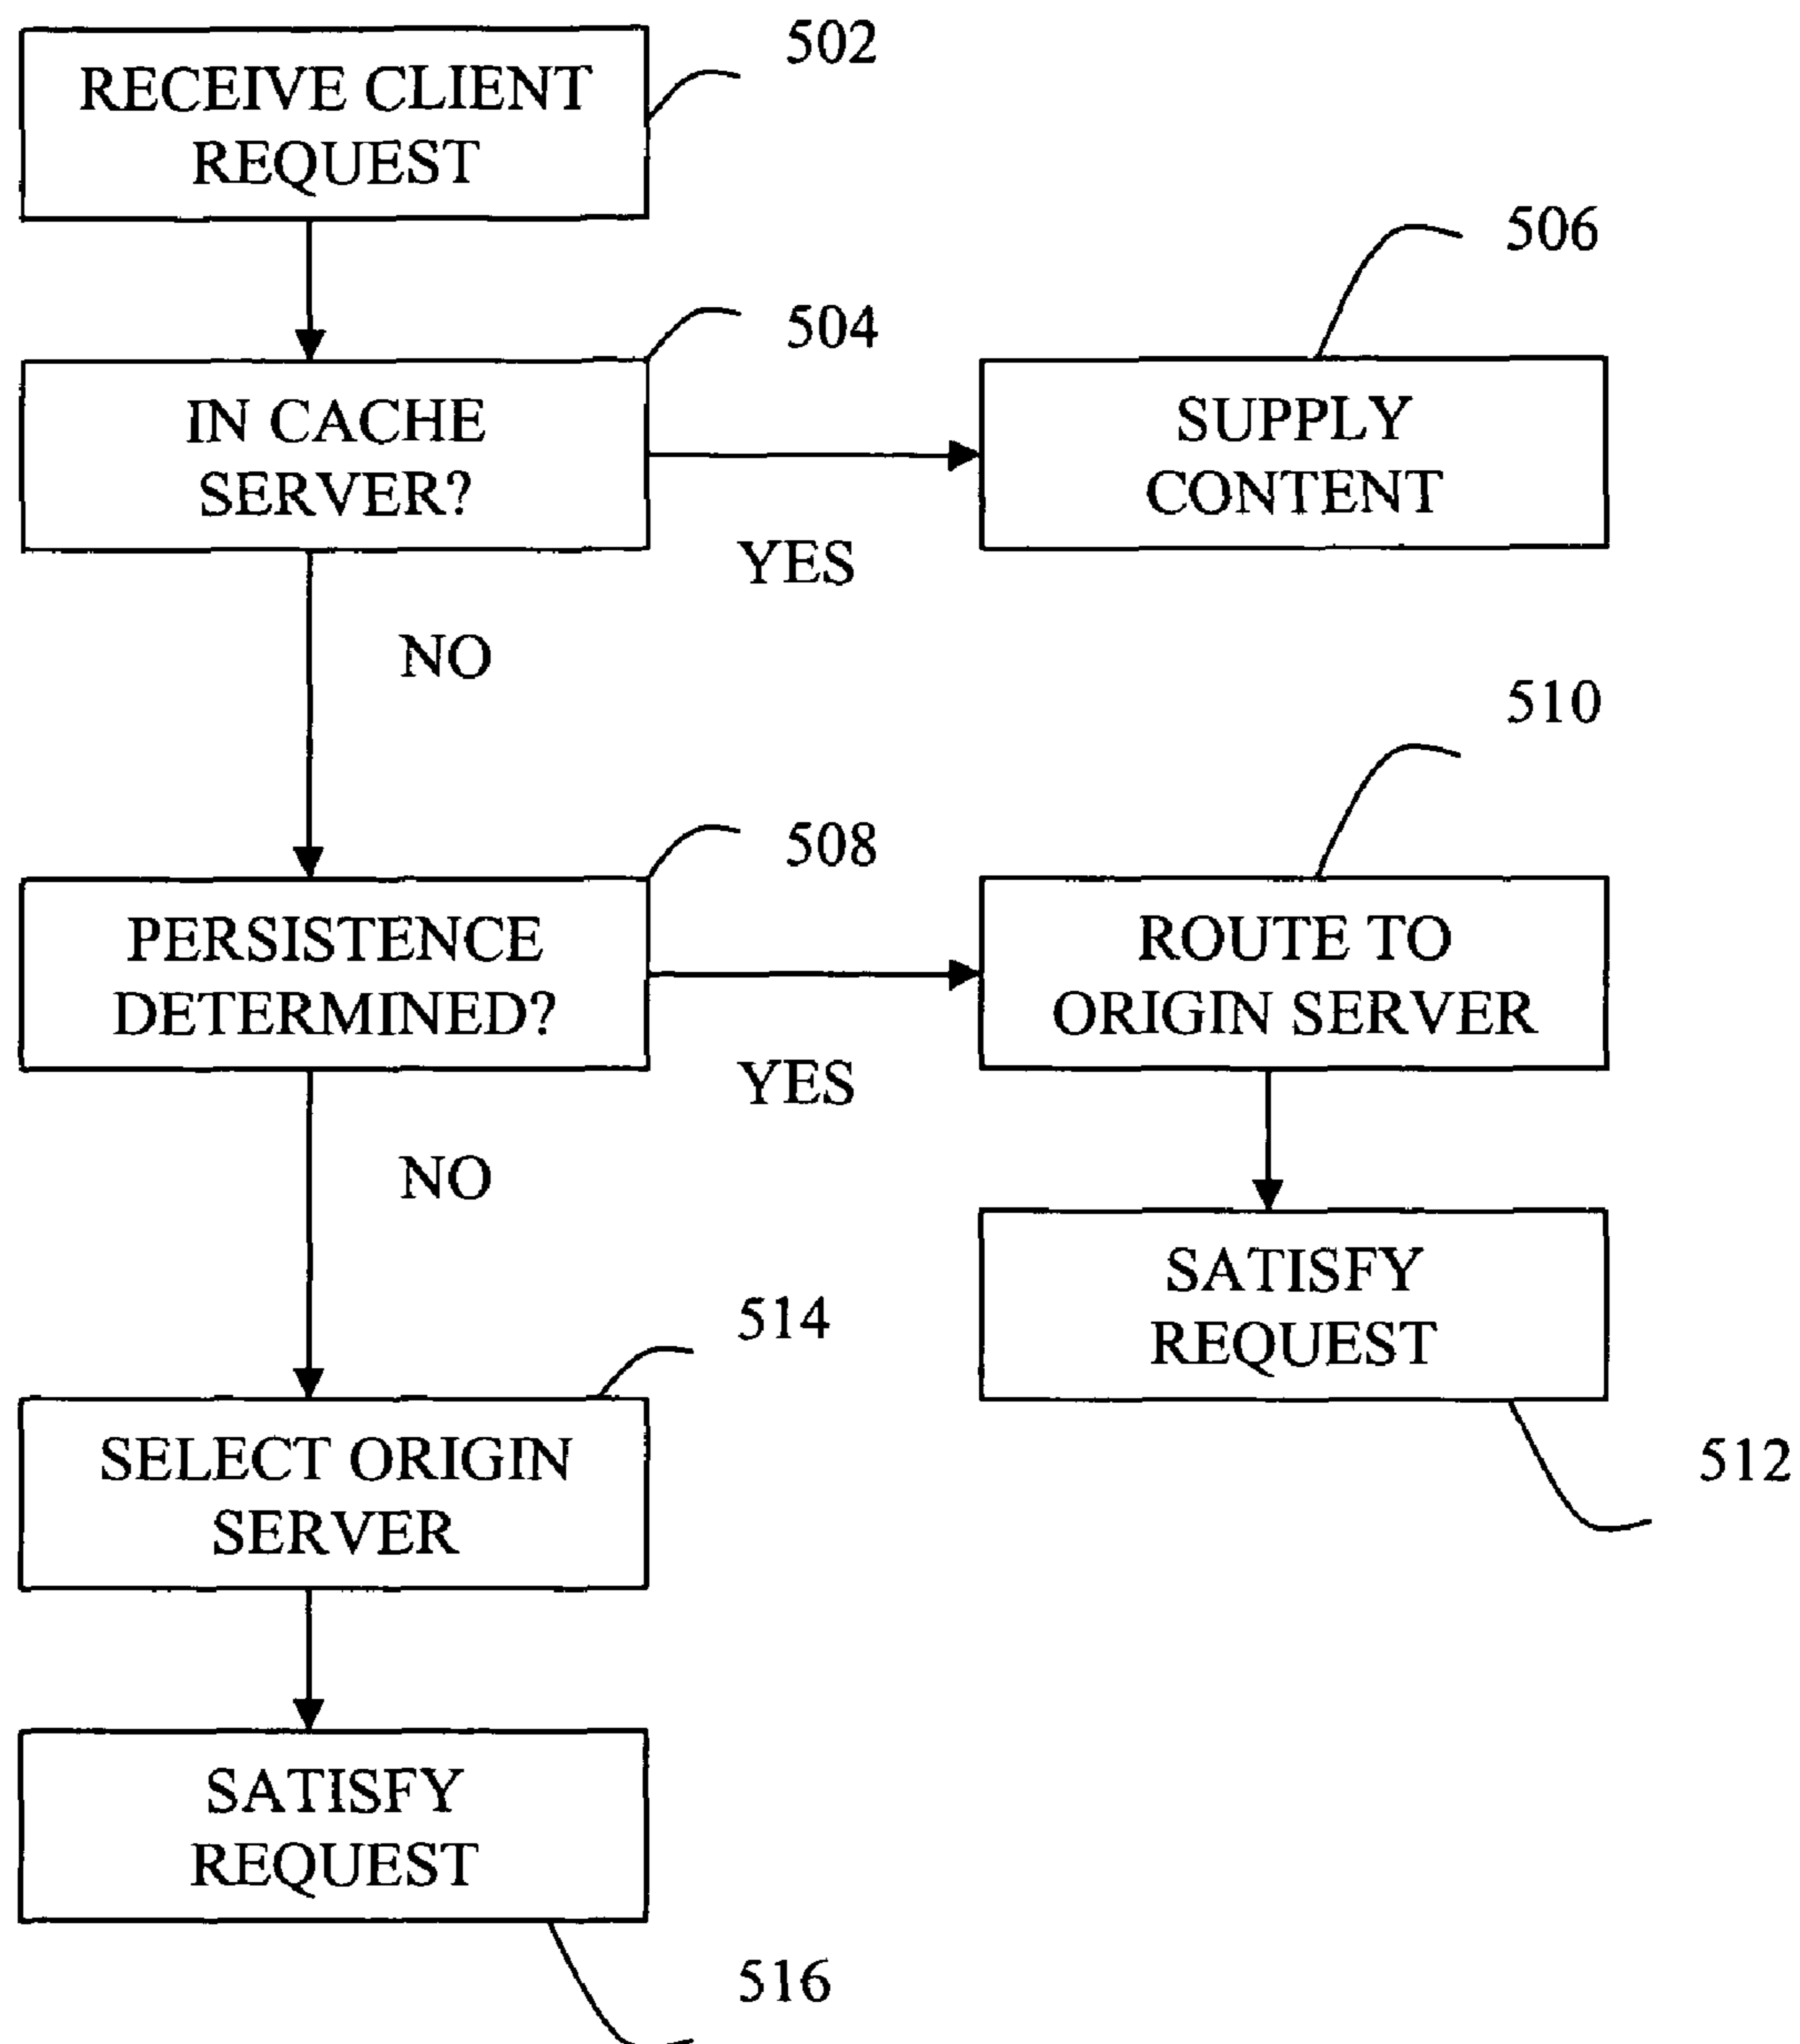 502
RECEIVE CLIENT
REQUEST
506
504
IN CACHE
SERVER?
SUPPLY
CONTENT
YES
NO
510
508
PERSISTENCE
DETERMINED?
ROUTE TO
ORIGIN SERVER
YES
NO
SATISFY
REQUEST
514
512
SELECT ORIGIN
SERVER
SATISFY
REQUEST
516